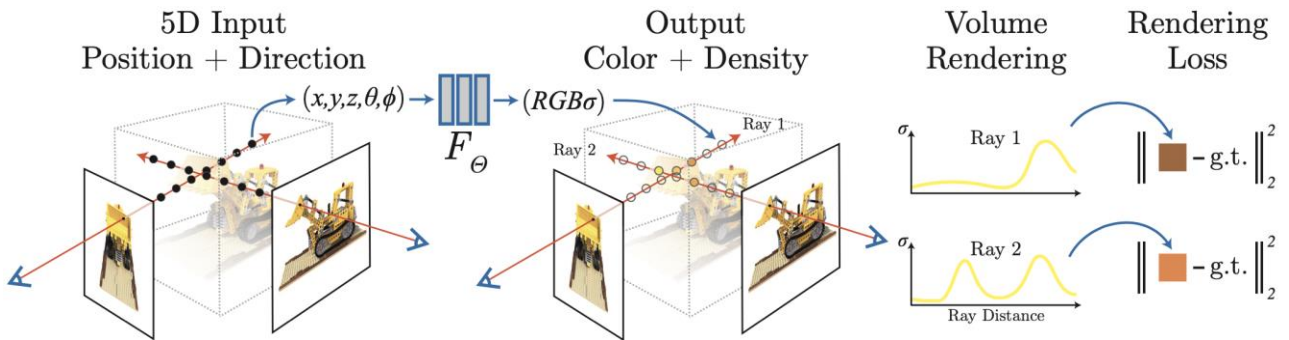 5D Input
Position + Direction
Output
Color + Density
Volume
Rendering
Rendering
Loss
(x,y,z,θ,ϕ)
F_Θ
(RGBσ)
Ray 1
Ray 2
σ
Ray 1
‖ – g.t. ‖₂²
σ
Ray 2
Ray Distance
‖ – g.t. ‖₂²